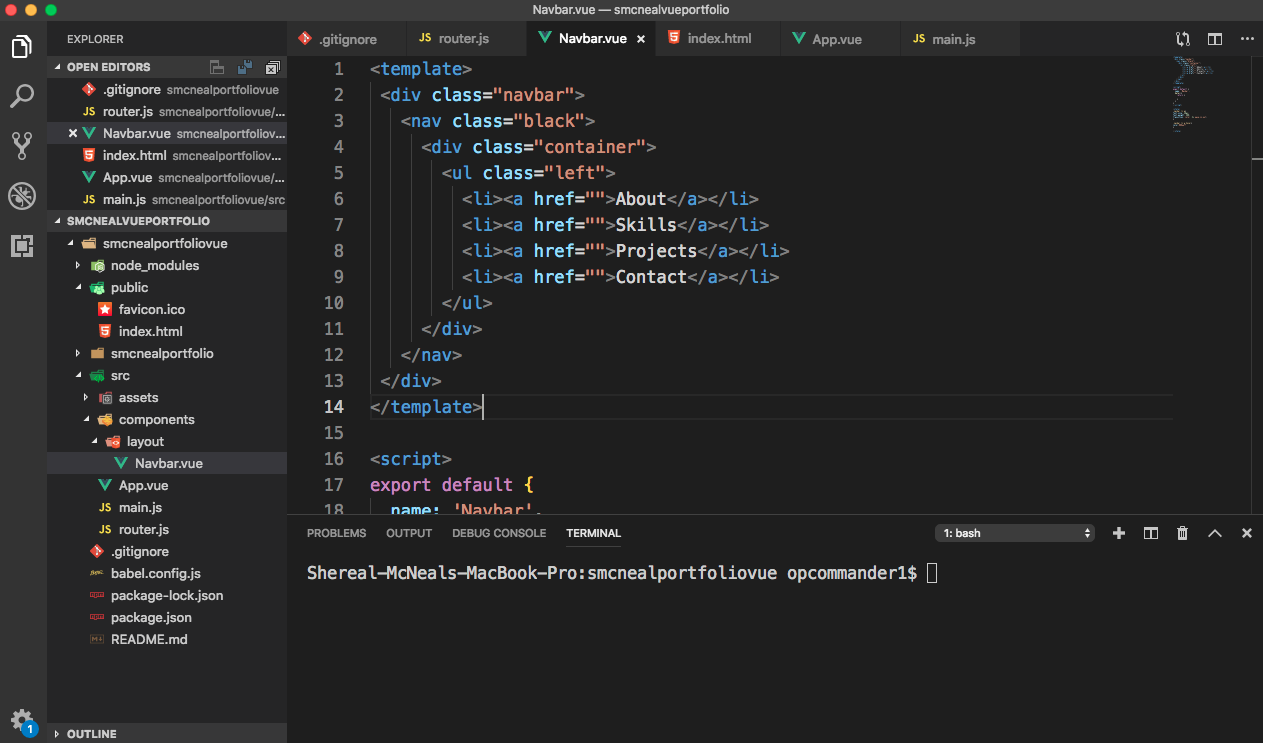 Navbar.vue — smcnealvueportfolio
EXPLORER
OPEN EDITORS
.gitignore smcnealportfoliovue
JS router.js smcnealportfoliovue/...
Navbar.vue smcnealportfoliov...
index.html smcnealportfoliov...
App.vue smcnealportfoliovue/...
JS main.js smcnealportfoliovue/src
SMCNEALVUEPORTFOLIO
smcnealportfoliovue
node_modules
public
favicon.ico
index.html
smcnealportfolio
src
assets
components
layout
Navbar.vue
App.vue
JS main.js
JS router.js
.gitignore
babel.config.js
package-lock.json
package.json
README.md
OUTLINE
1
.gitignore JS router.js Navbar.vue index.html App.vue JS main.js
1 <template>
2 <div class="navbar">
3 <nav class="black">
4 <div class="container">
5 <ul class="left">
6 <li><a href="">About</a></li>
7 <li><a href="">Skills</a></li>
8 <li><a href="">Projects</a></li>
9 <li><a href="">Contact</a></li>
10 </ul>
11 </div>
12 </nav>
13 </div>
14 </template>
15
16 <script>
17 export default {
18 name: 'Navbar',
PROBLEMS OUTPUT DEBUG CONSOLE TERMINAL 1: bash
Shereal-McNeals-MacBook-Pro:smcnealportfoliovue opcommander1$